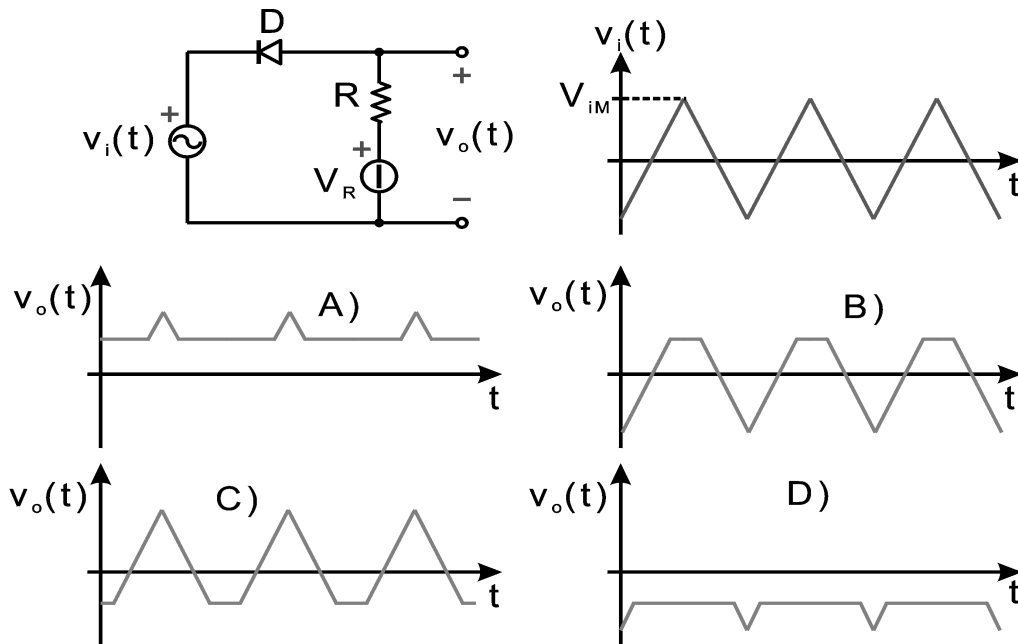 D
v_i(t)
V_iM
R
+
+
+
v_i(t)
v_o(t)
V_R
−
t
v_o(t)
A)
t
v_o(t)
B)
t
v_o(t)
C)
t
v_o(t)
D)
t